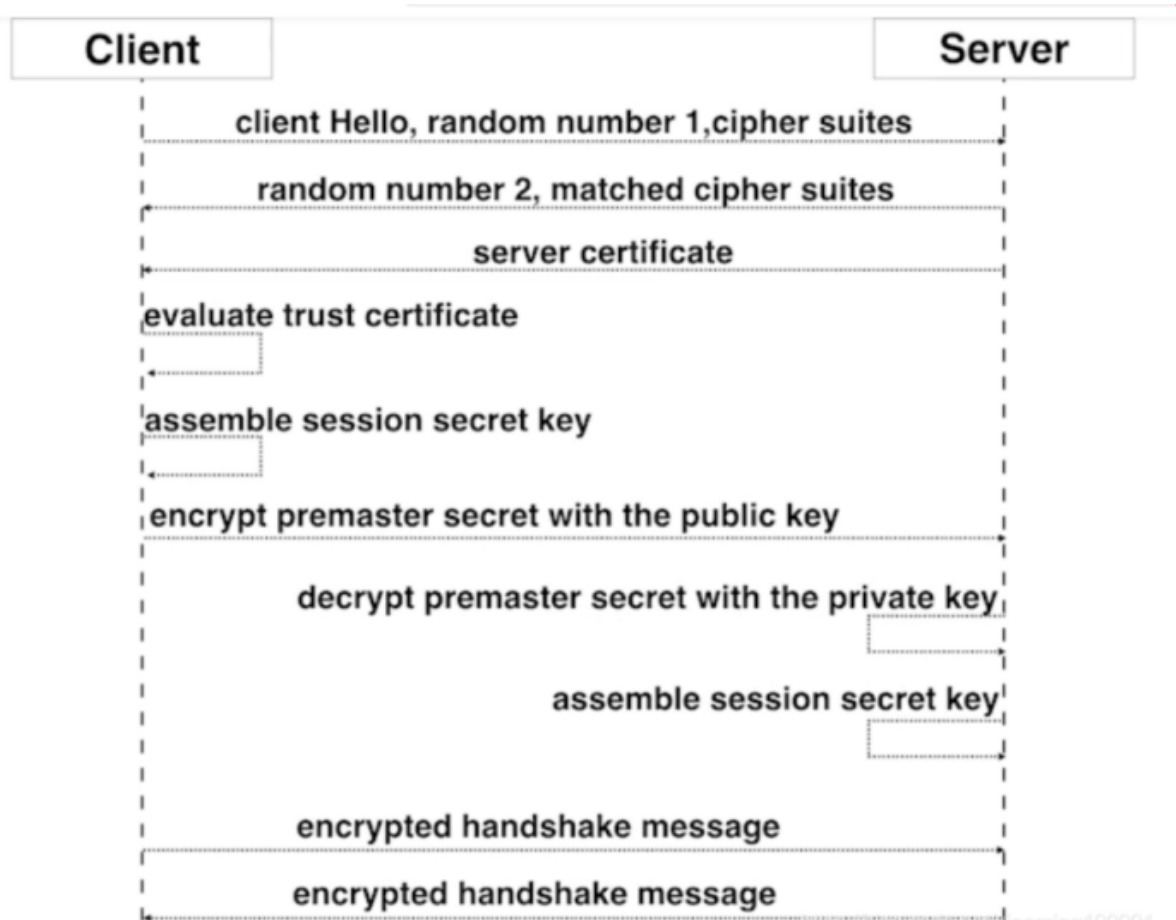 Client
Server
client Hello, random number 1,cipher suites
random number 2, matched cipher suites
server certificate
evaluate trust certificate
assemble session secret key
encrypt premaster secret with the public key
decrypt premaster secret with the private key
assemble session secret key
encrypted handshake message
encrypted handshake message